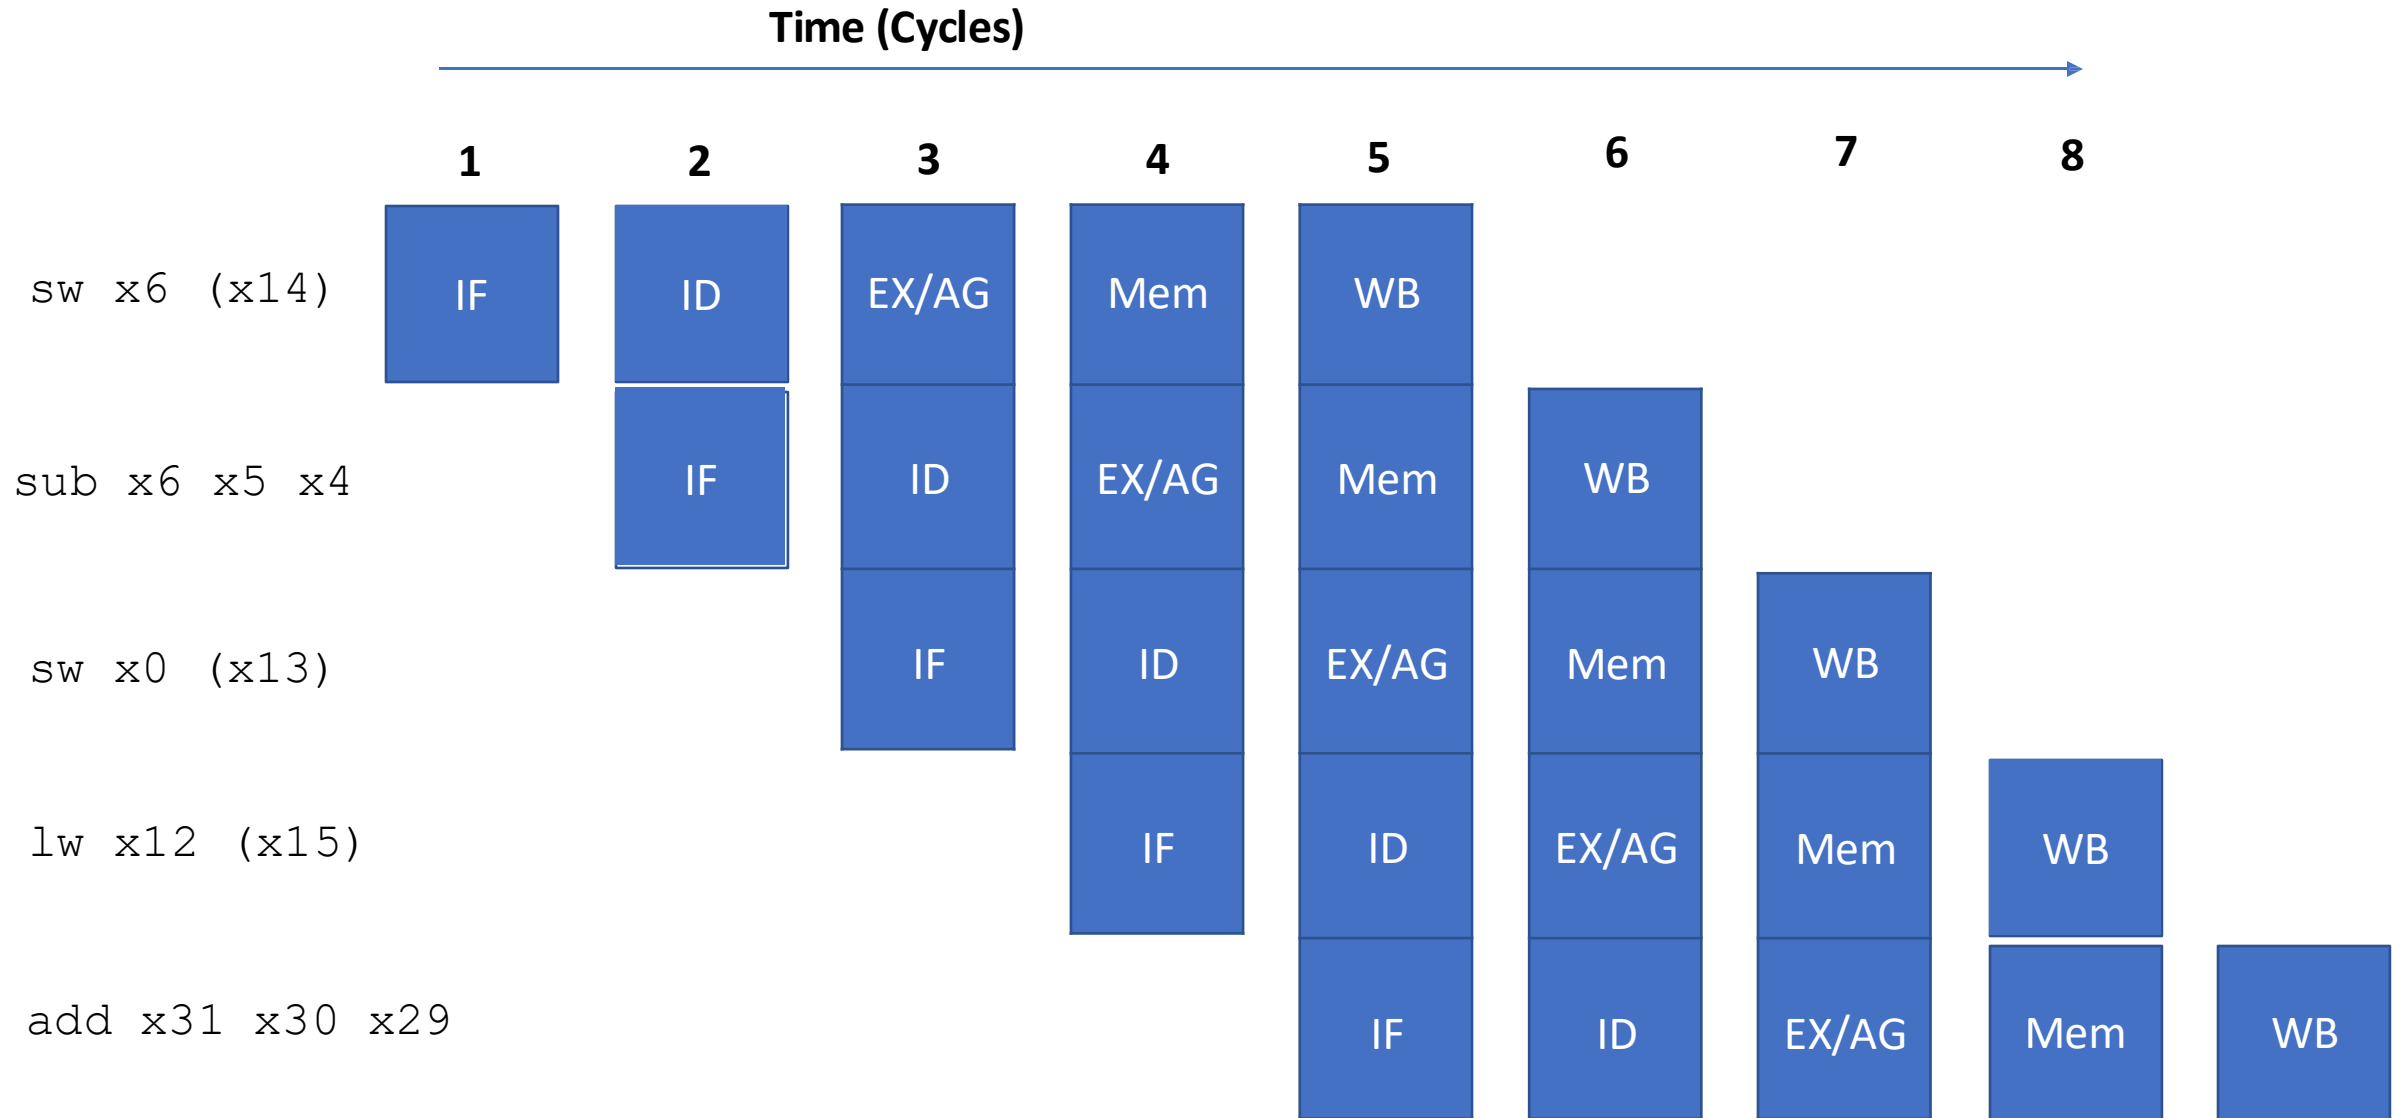 Time (Cycles)
1 2 3 4 5 6 7 8
sw x6 (x14) IF ID EX/AG Mem WB
sub x6 x5 x4 IF ID EX/AG Mem WB
sw x0 (x13) IF ID EX/AG Mem WB
lw x12 (x15) IF ID EX/AG Mem WB
add x31 x30 x29 IF ID EX/AG Mem WB